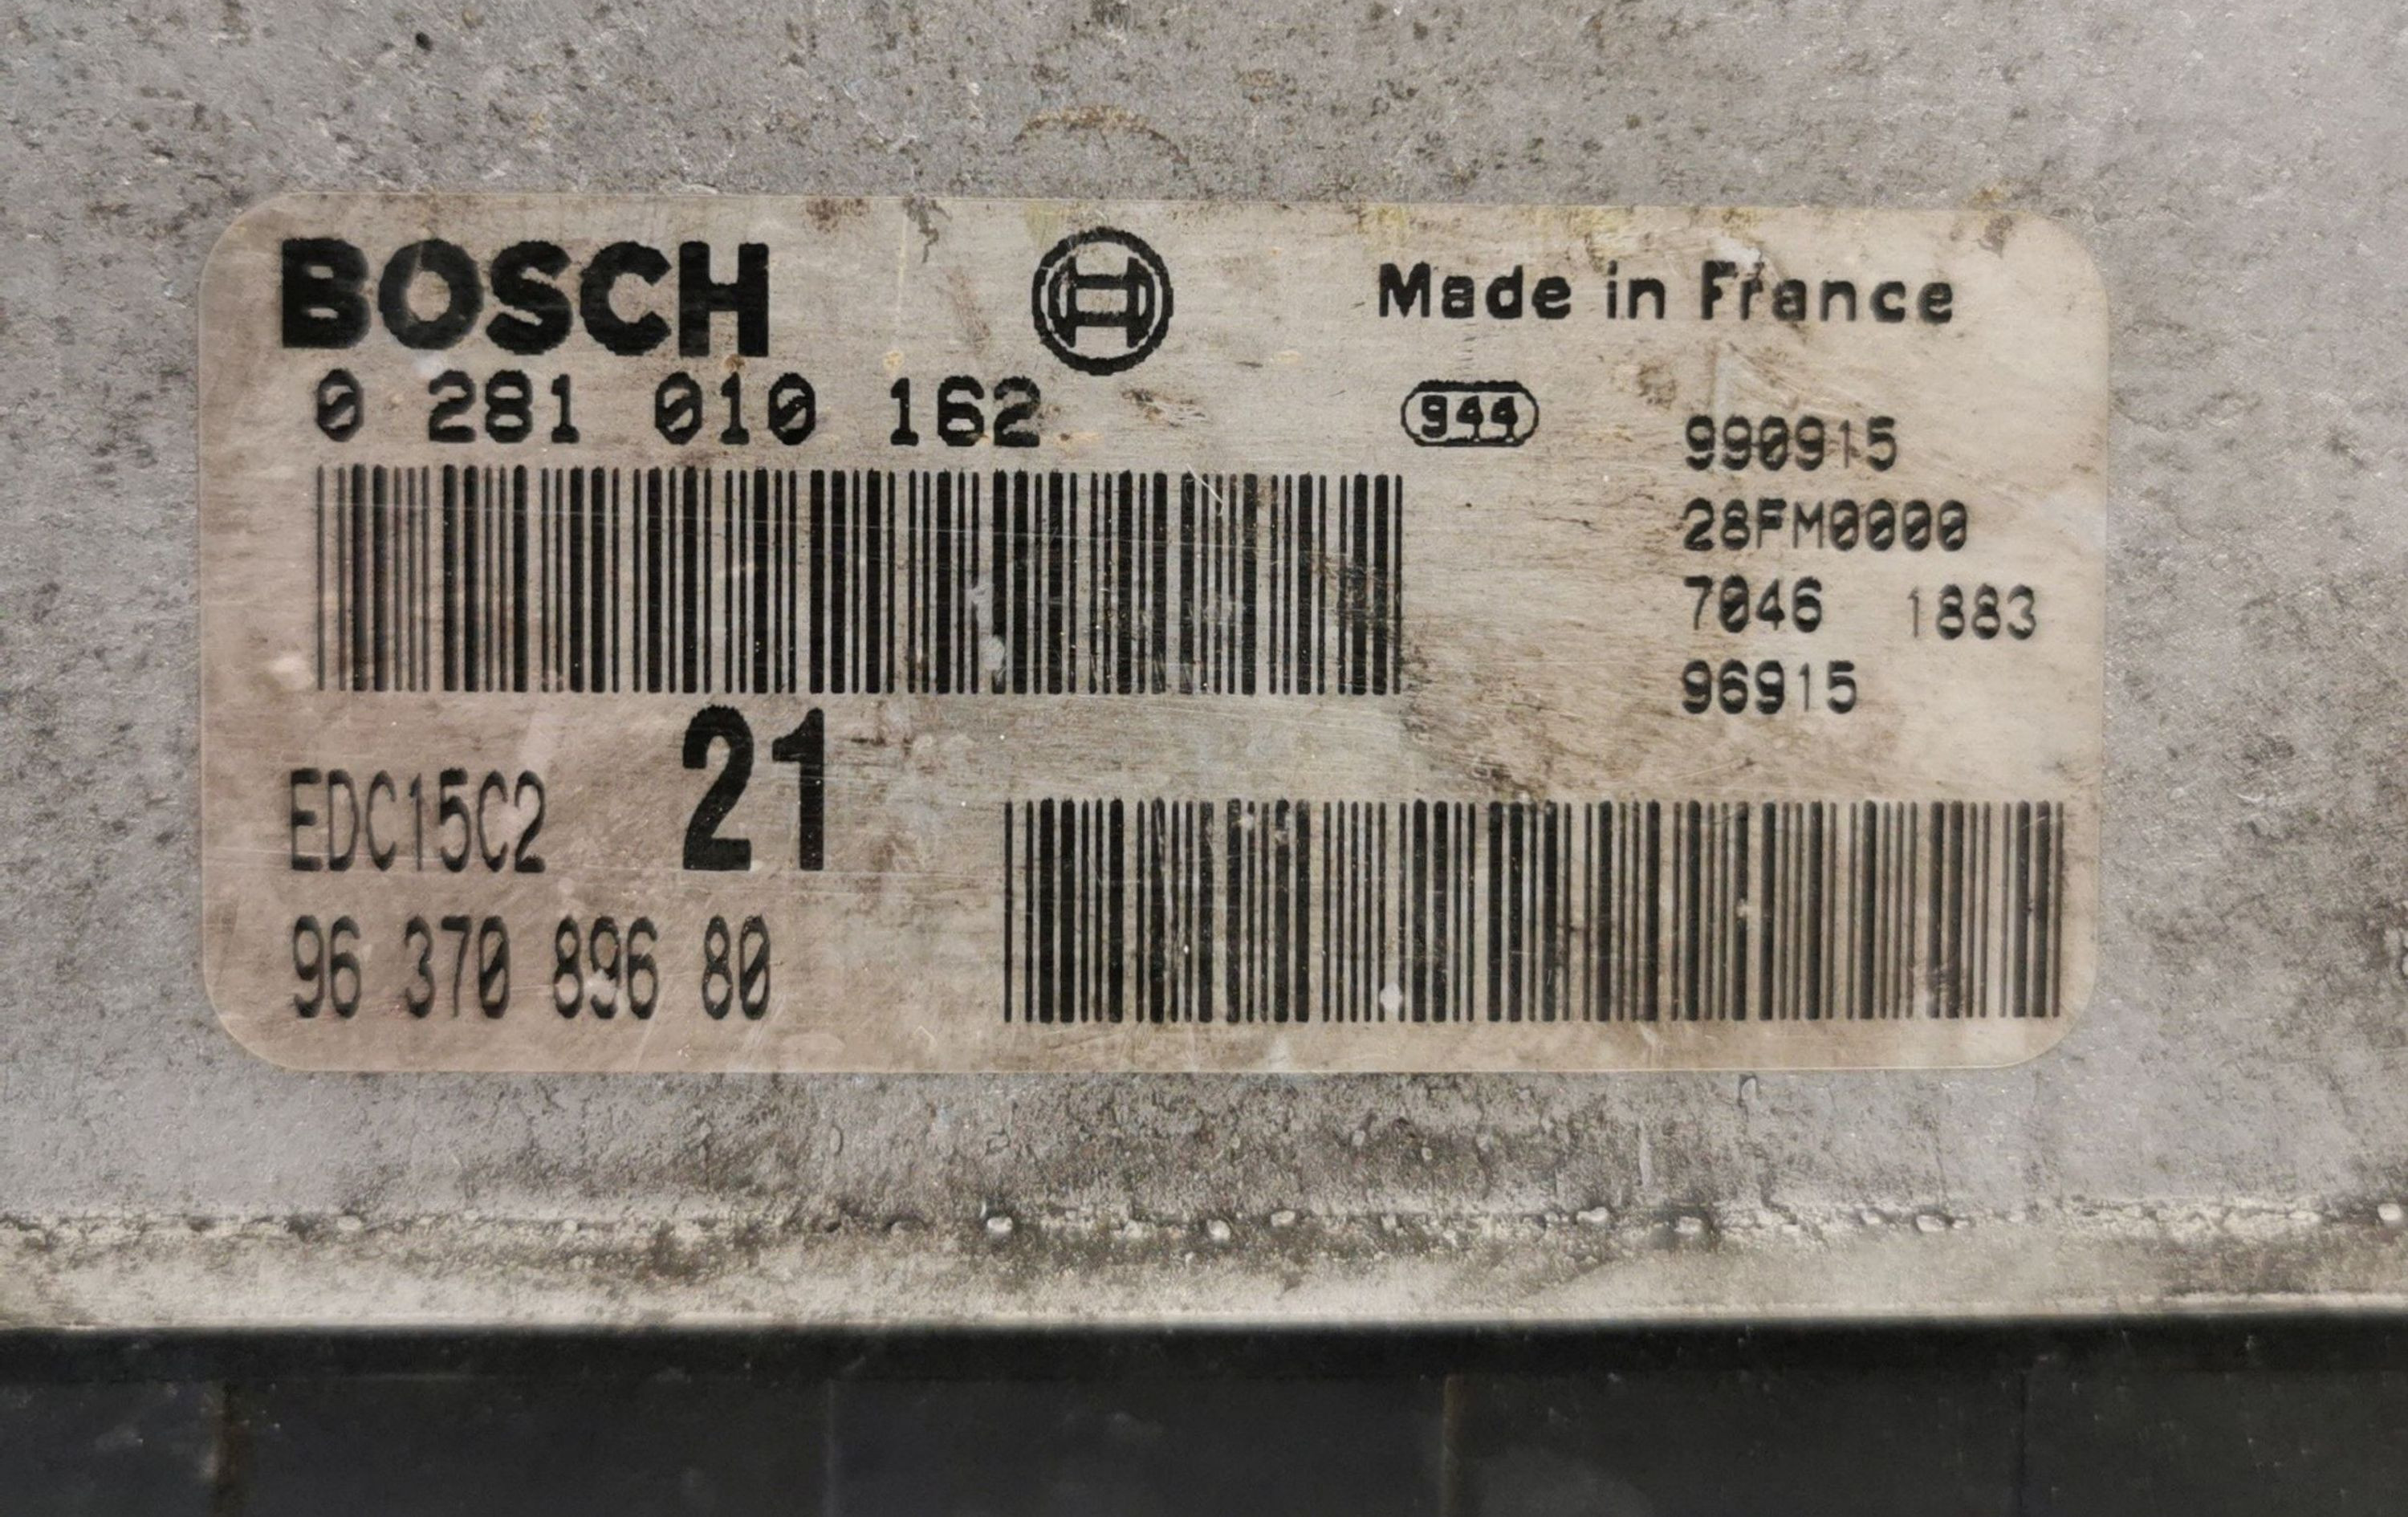 BOSCH
Made in France
0 281 010 162
944
990915
28FM0000
7046 1883
96915
EDC15C2 21
96 370 896 80